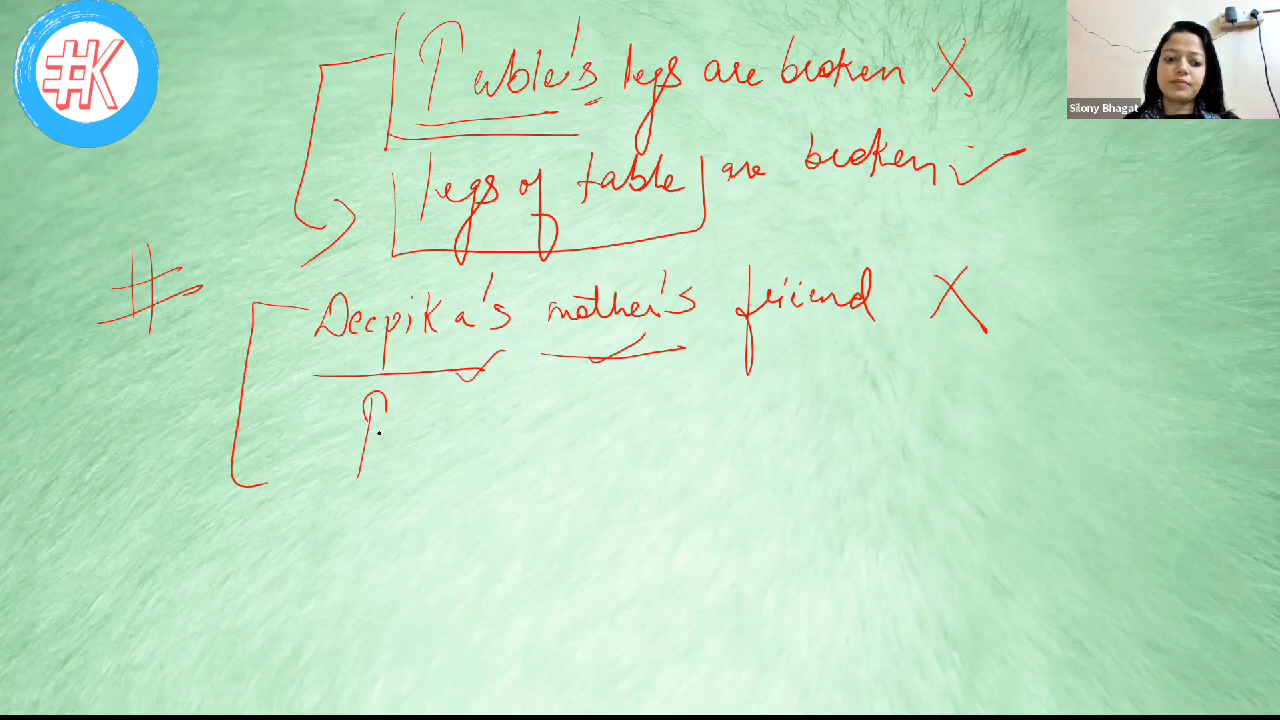 #K
Table's legs are broken X
legs of table are broken ✓
# Deepika's mother's friend X
Silony Bhagat